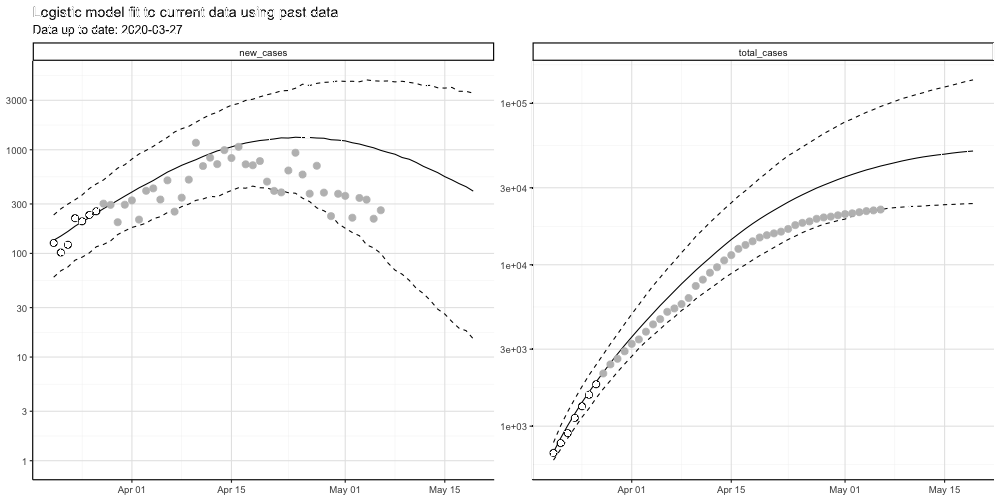 Logistic model fit to current data using past data
Data up to date: 2020-03-27
new_cases
total_cases
3000
1000
300
100
30
10
3
1
Apr 01
Apr 15
May 01
May 15
1e+05
3e+04
1e+04
3e+03
1e+03
Apr 01
Apr 15
May 01
May 15